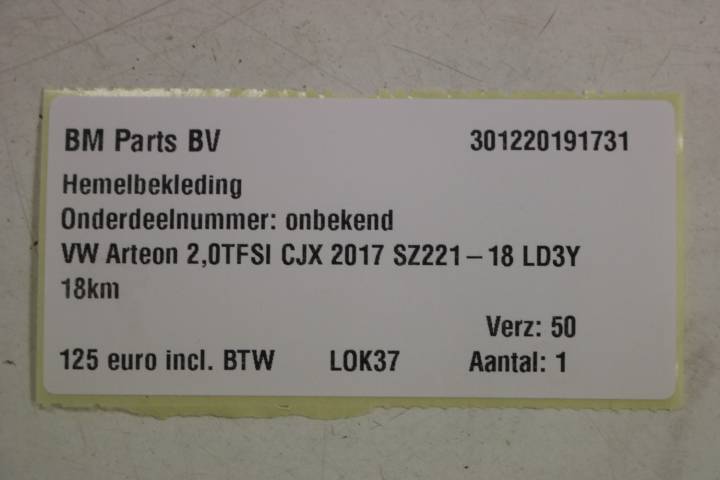 BM Parts BV 301220191731
Hemelbekleding
Onderdeelnummer: onbekend
VW Arteon 2,0TFSI CJX 2017 SZ221-18 LD3Y
18km
Verz: 50
125 euro incl. BTW LOK37 Aantal: 1